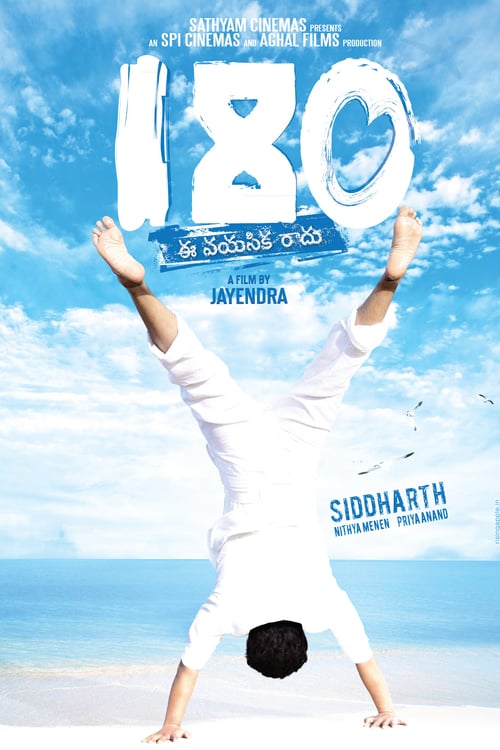 SATHYAM CINEMAS PRESENTS
AN SPI CINEMAS AND AGHAL FILMS PRODUCTION
180
ఈ వయసిక రాదు
A FILM BY
JAYENDRA
SIDDHARTH
NITHYA MENEN PRIYA ANAND